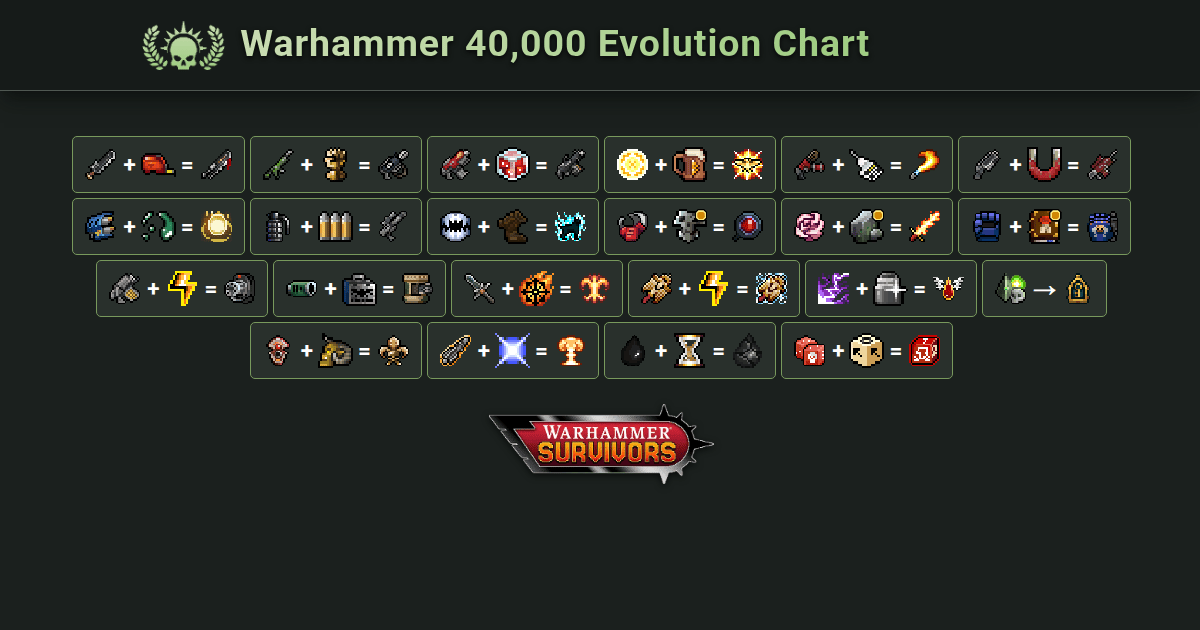 Warhammer 40,000 Evolution Chart
+ = + = + = + = + = + =
+ = + = + = + = + = + =
+ = + = + = + = + = →
+ = + = + = + =
WARHAMMER
SURVIVORS